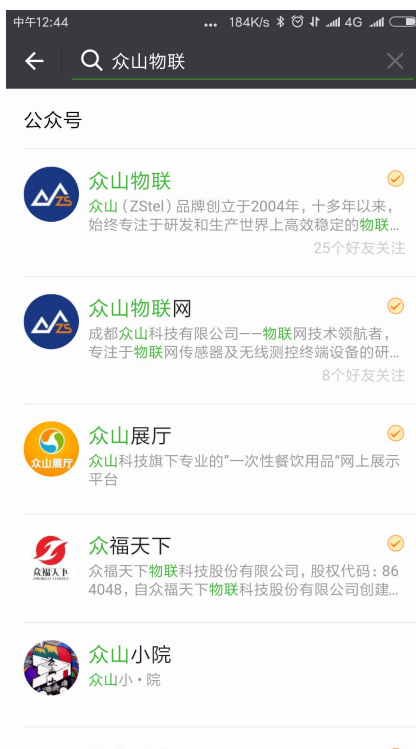 中午12:44 ... 184K/s 4G
众山物联
公众号
众山物联
众山（ZStel）品牌创立于2004年，十多年以来，
始终专注于研发和生产世界上高效稳定的物联...
25个好友关注
ZS
众山物联网
成都众山科技有限公司——物联网技术领航者，
专注于物联网传感器及无线测控终端设备的研...
8个好友关注
ZS
众山展厅
众山科技旗下专业的"一次性餐饮用品"网上展示
平台
众山展厅
众福天下
众福天下物联科技股份有限公司，股权代码：86
4048，自众福天下物联科技股份有限公司创建...
众福天下
众山小院
众山小·院